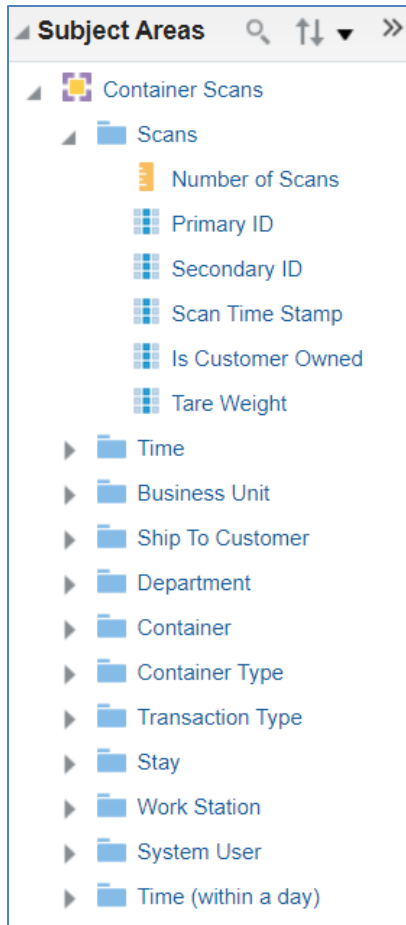 Subject Areas
Container Scans
Scans
Number of Scans
Primary ID
Secondary ID
Scan Time Stamp
Is Customer Owned
Tare Weight
Time
Business Unit
Ship To Customer
Department
Container
Container Type
Transaction Type
Stay
Work Station
System User
Time (within a day)